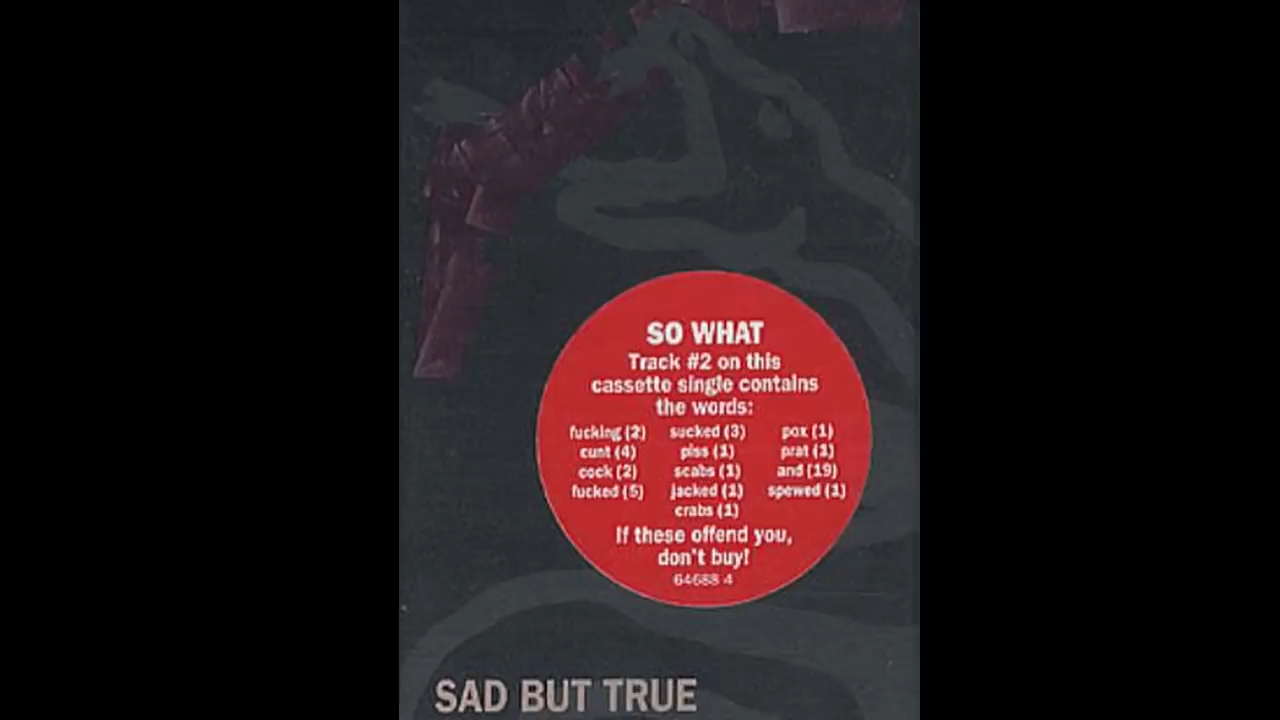 SO WHAT
Track #2 on this
cassette single contains
the words:
fucking (2) sucked (3) pox (1)
cunt (4) piss (1) prat (1)
cock (2) scabs (1) and (19)
fucked (5) jacked (1) spewed (1)
crabs (1)
If these offend you,
don't buy!
64688 4
SAD BUT TRUE